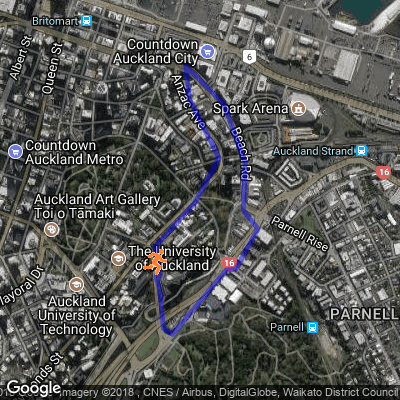 Britomart
Albert St
Queen St
Countdown
Auckland City
6
Anzac Ave
Spark Arena
Beach Rd
Countdown
Auckland Metro
Auckland Strand
16
Auckland Art Gallery
Toi o Tāmaki
Parnell Rise
The University
of Auckland
16
Mayoral Dr
Auckland
University of
Technology
Parnell
PARNELL
Google
Imagery ©2018 , CNES / Airbus, DigitalGlobe, Waikato District Council